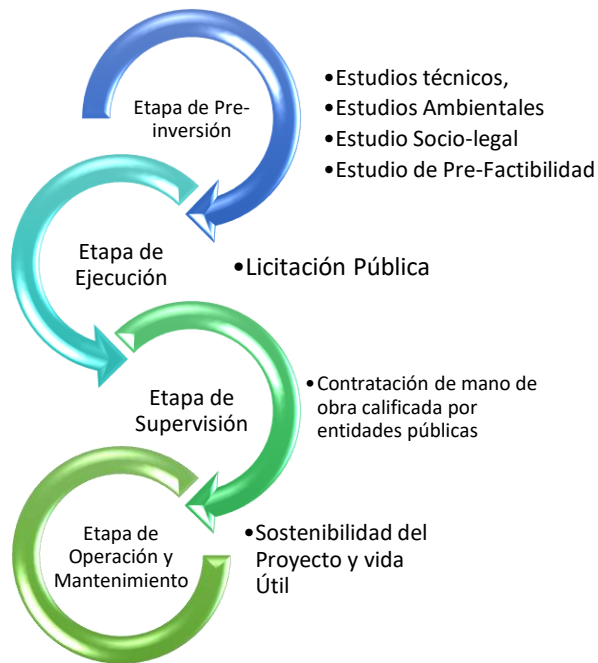 Etapa de Pre-
inversión
•Estudios técnicos,
•Estudios Ambientales
•Estudio Socio-legal
•Estudio de Pre-Factibilidad
Etapa de
Ejecución
•Licitación Pública
Etapa de
Supervisión
•Contratación de mano de
obra calificada por
entidades públicas
Etapa de
Operación y
Mantenimiento
•Sostenibilidad del
Proyecto y vida
Útil